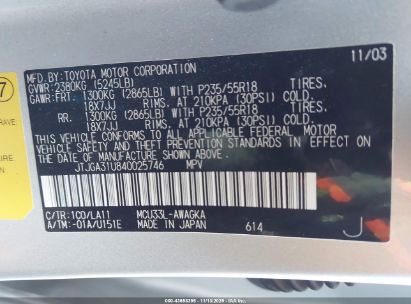 MFD.BY:TOYOTA MOTOR CORPORATION 11/03
GVWR:2380KG (5245LB)
GAWR:FRT. 1300KG (2865LB) WITH P235/55R18 TIRES,
18X7JJ RIMS, AT 210KPA (30PSI) COLD.
RR. 1300KG (2865LB) WITH P235/55R18 TIRES,
18X7JJ RIMS, AT 210KPA (30PSI) COLD.
THIS VEHICLE CONFORMS TO ALL APPLICABLE FEDERAL MOTOR
VEHICLE SAFETY AND THEFT PREVENTION STANDARDS IN EFFECT
ON THE DATE OF MANUFACTURE SHOWN ABOVE.
JTJGA31U840025746 MPV
C/TR:1C0/LA11 MCU33L-AWAGKA
A/TM:-01A/U151E MADE IN JAPAN 614
J
7
RAVE: